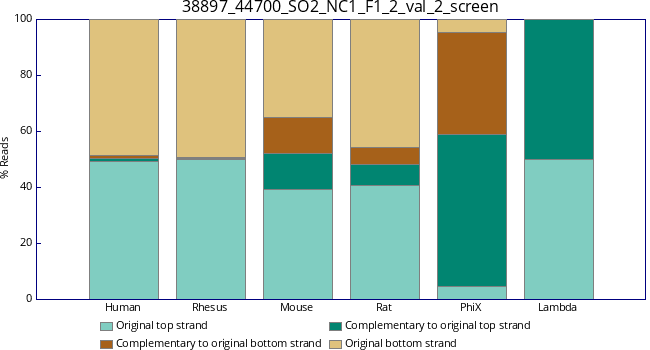 38897_44700_SO2_NC1_F1_2_val_2_screen
100
80
60
40
20
0
% Reads
Human Rhesus Mouse Rat PhiX Lambda
Original top strand Complementary to original top strand
Complementary to original bottom strand Original bottom strand